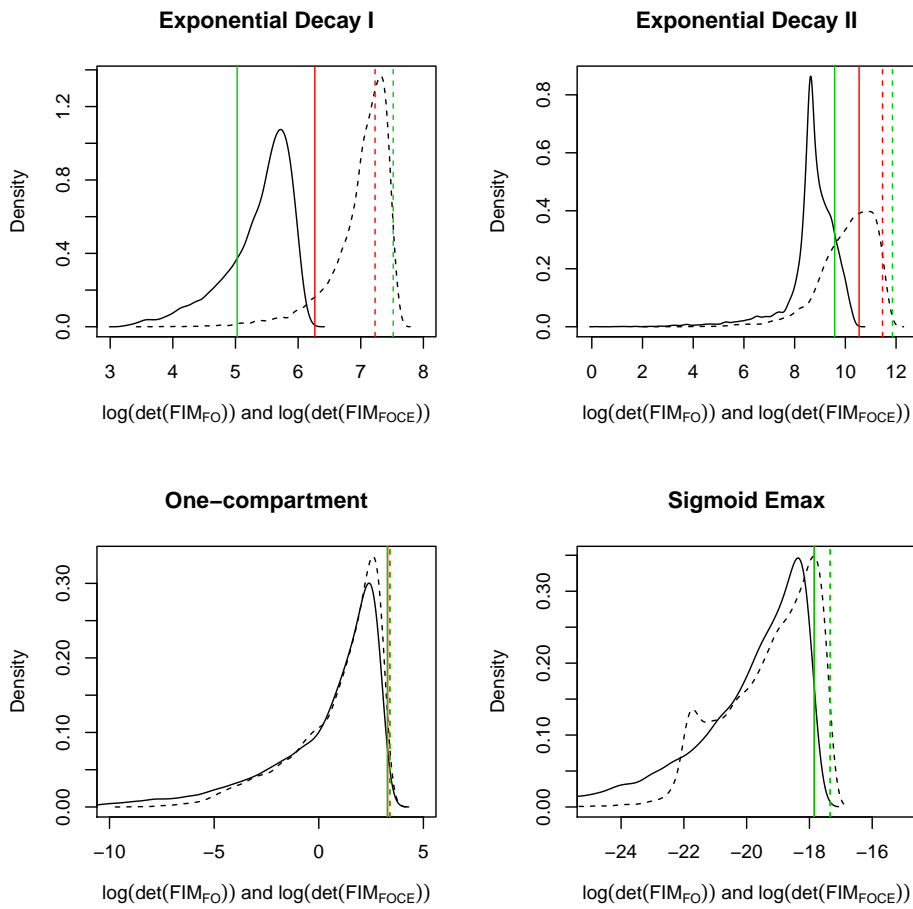 Exponential Decay I
Density
0.0 0.4 0.8 1.2
3 4 5 6 7 8
log(det(FIM_FO)) and log(det(FIM_FOCE))
Exponential Decay II
Density
0.0 0.2 0.4 0.6 0.8
0 2 4 6 8 10 12
log(det(FIM_FO)) and log(det(FIM_FOCE))
One−compartment
Density
0.00 0.10 0.20 0.30
−10 −5 0 5
log(det(FIM_FO)) and log(det(FIM_FOCE))
Sigmoid Emax
Density
0.00 0.10 0.20 0.30
−24 −22 −20 −18 −16
log(det(FIM_FO)) and log(det(FIM_FOCE))